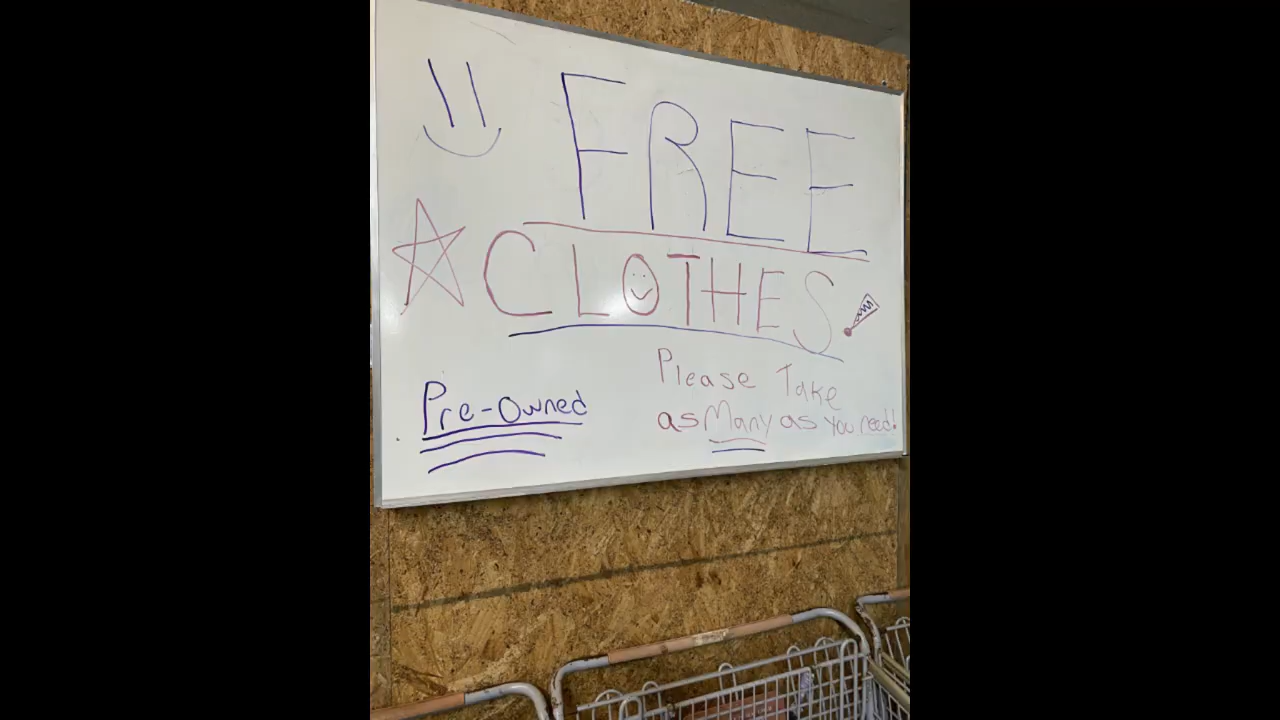 FREE
CLOTHES!
Pre-Owned
Please Take
as Many as you need!